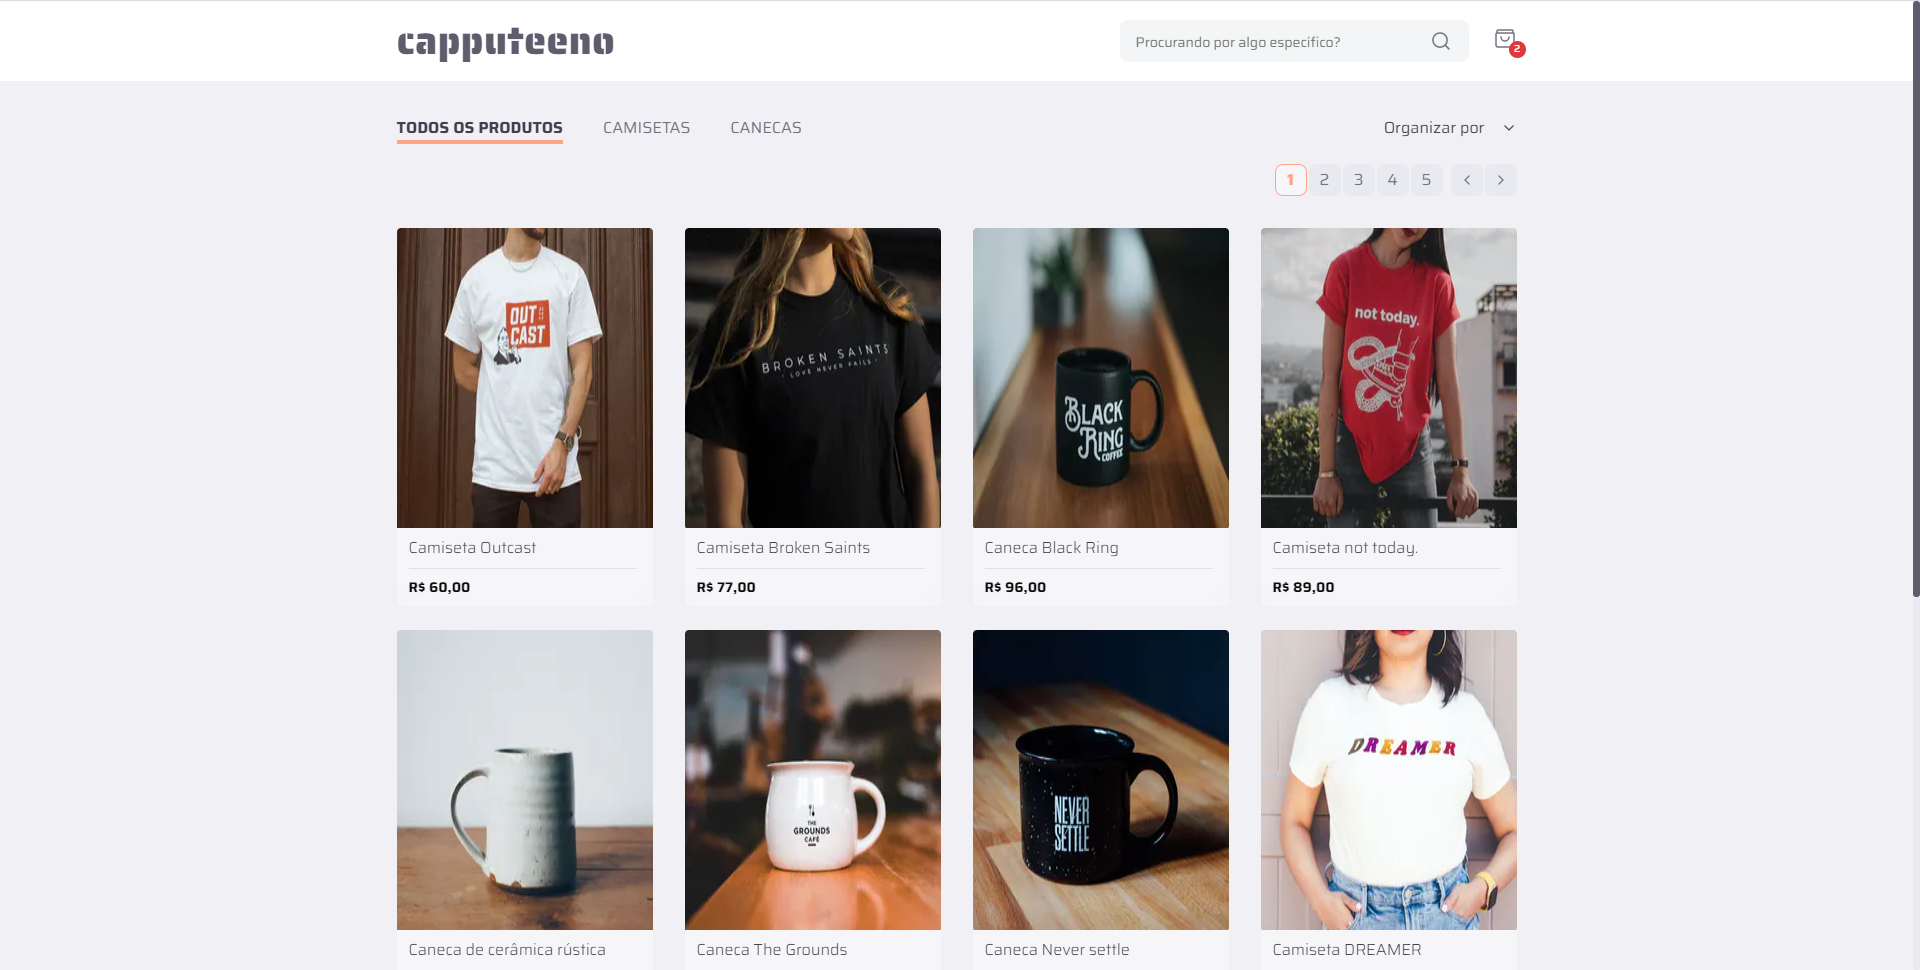 capputeeno
Procurando por algo específico?
2
TODOS OS PRODUTOS
CAMISETAS
CANECAS
Organizar por
1 2 3 4 5
OUT
CAST
BROKEN SAINTS
· LOVE NEVER FAILS ·
BLACK
RING
COFFEE
not today.
Camiseta Outcast
Camiseta Broken Saints
Caneca Black Ring
Camiseta not today.
R$ 60,00
R$ 77,00
R$ 96,00
R$ 89,00
THE
GROUNDS
CAFÉ
NEVER
SETTLE
DREAMER
Caneca de cerâmica rústica
Caneca The Grounds
Caneca Never settle
Camiseta DREAMER